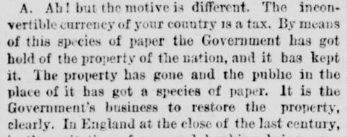 A. Ah! but the motive is different. The incon-
vertible currency of your country is a tax. By means
of this species of paper the Government has got
hold of the property of the nation, and it has kept
it. The property has gone and the public in the
place of it has got a species of paper. It is the
Government's business to restore the property,
clearly. In England at the close of the last century,